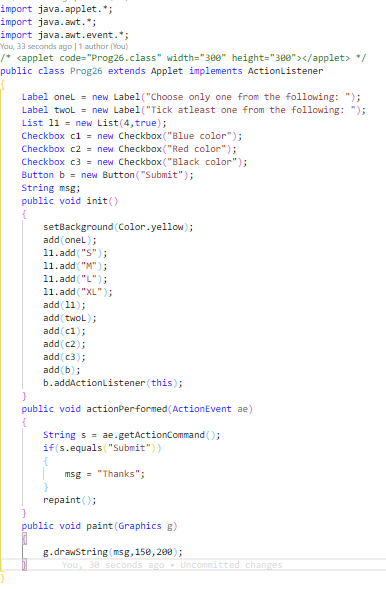 import java.applet.*;
import java.awt.*;
import java.awt.event.*;
You, 33 seconds ago | 1 author (You)
/* <applet code="Prog26.class" width="300" height="300"></applet> */
public class Prog26 extends Applet implements ActionListener
{
    Label oneL = new Label("Choose only one from the following: ");
    Label twoL = new Label("Tick atleast one from the following: ");
    List l1 = new List(4,true);
    Checkbox c1 = new Checkbox("Blue color");
    Checkbox c2 = new Checkbox("Red color");
    Checkbox c3 = new Checkbox("Black color");
    Button b = new Button("Submit");
    String msg;
    public void init()
    {
        setBackground(Color.yellow);
        add(oneL);
        l1.add("S");
        l1.add("M");
        l1.add("L");
        l1.add("XL");
        add(l1);
        add(twoL);
        add(c1);
        add(c2);
        add(c3);
        add(b);
        b.addActionListener(this);
    }
    public void actionPerformed(ActionEvent ae)
    {
        String s = ae.getActionCommand();
        if(s.equals("Submit"))
        {
            msg = "Thanks";
        }
        repaint();
    }
    public void paint(Graphics g)
    {
        g.drawString(msg,150,200);
    }    You, 30 seconds ago • Uncommitted changes
}